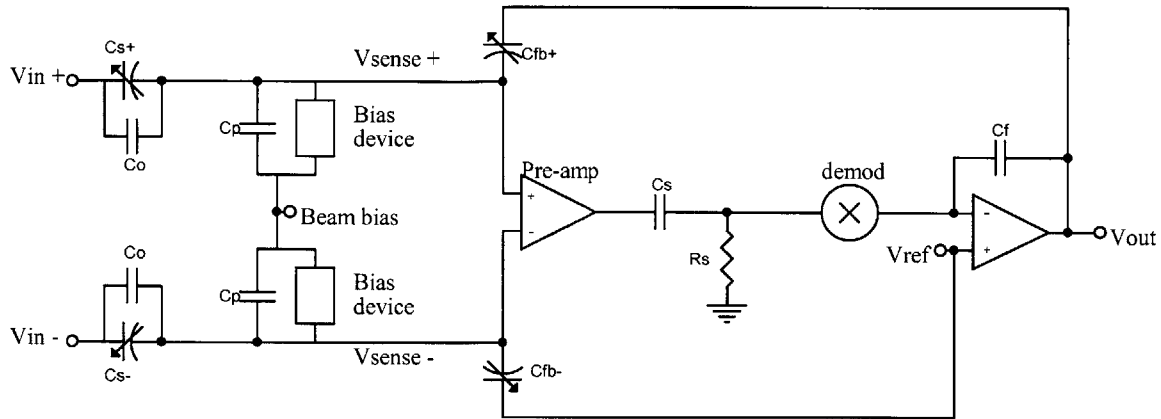 Cs+
Vin +
Co
Vsense +
Cfb+
Cp
Bias
device
Beam bias
Pre-amp
+
-
Cs
Rs
demod
Cf
-
+
Vref
Vout
Co
Cp
Bias
device
Vin -
Cs-
Vsense -
Cfb-